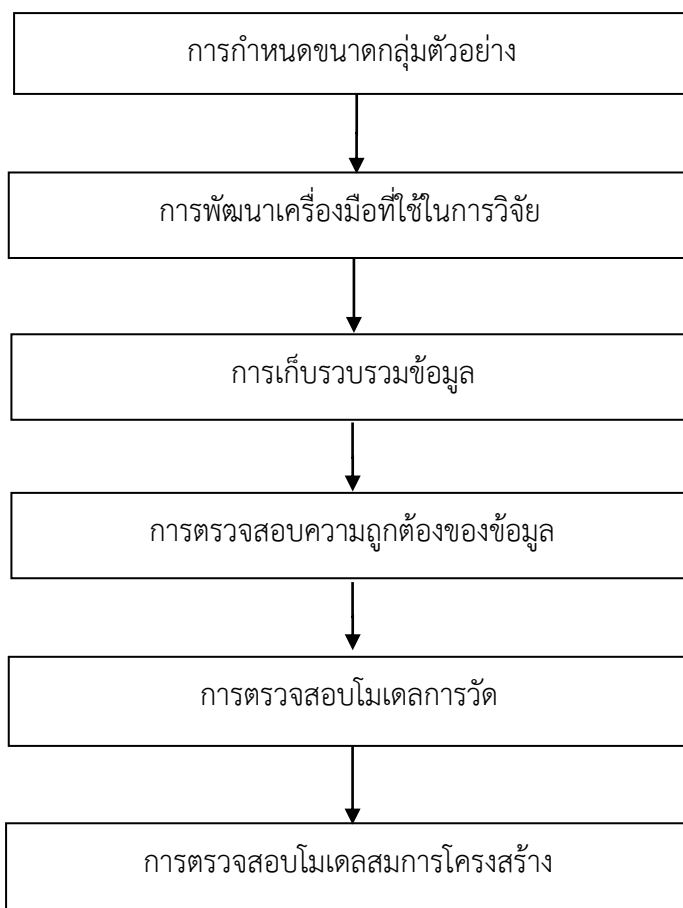 การกำหนดขนาดกลุ่มตัวอย่าง
การพัฒนาเครื่องมือที่ใช้ในการวิจัย
การเก็บรวบรวมข้อมูล
การตรวจสอบความถูกต้องของข้อมูล
การตรวจสอบโมเดลการวัด
การตรวจสอบโมเดลสมการโครงสร้าง